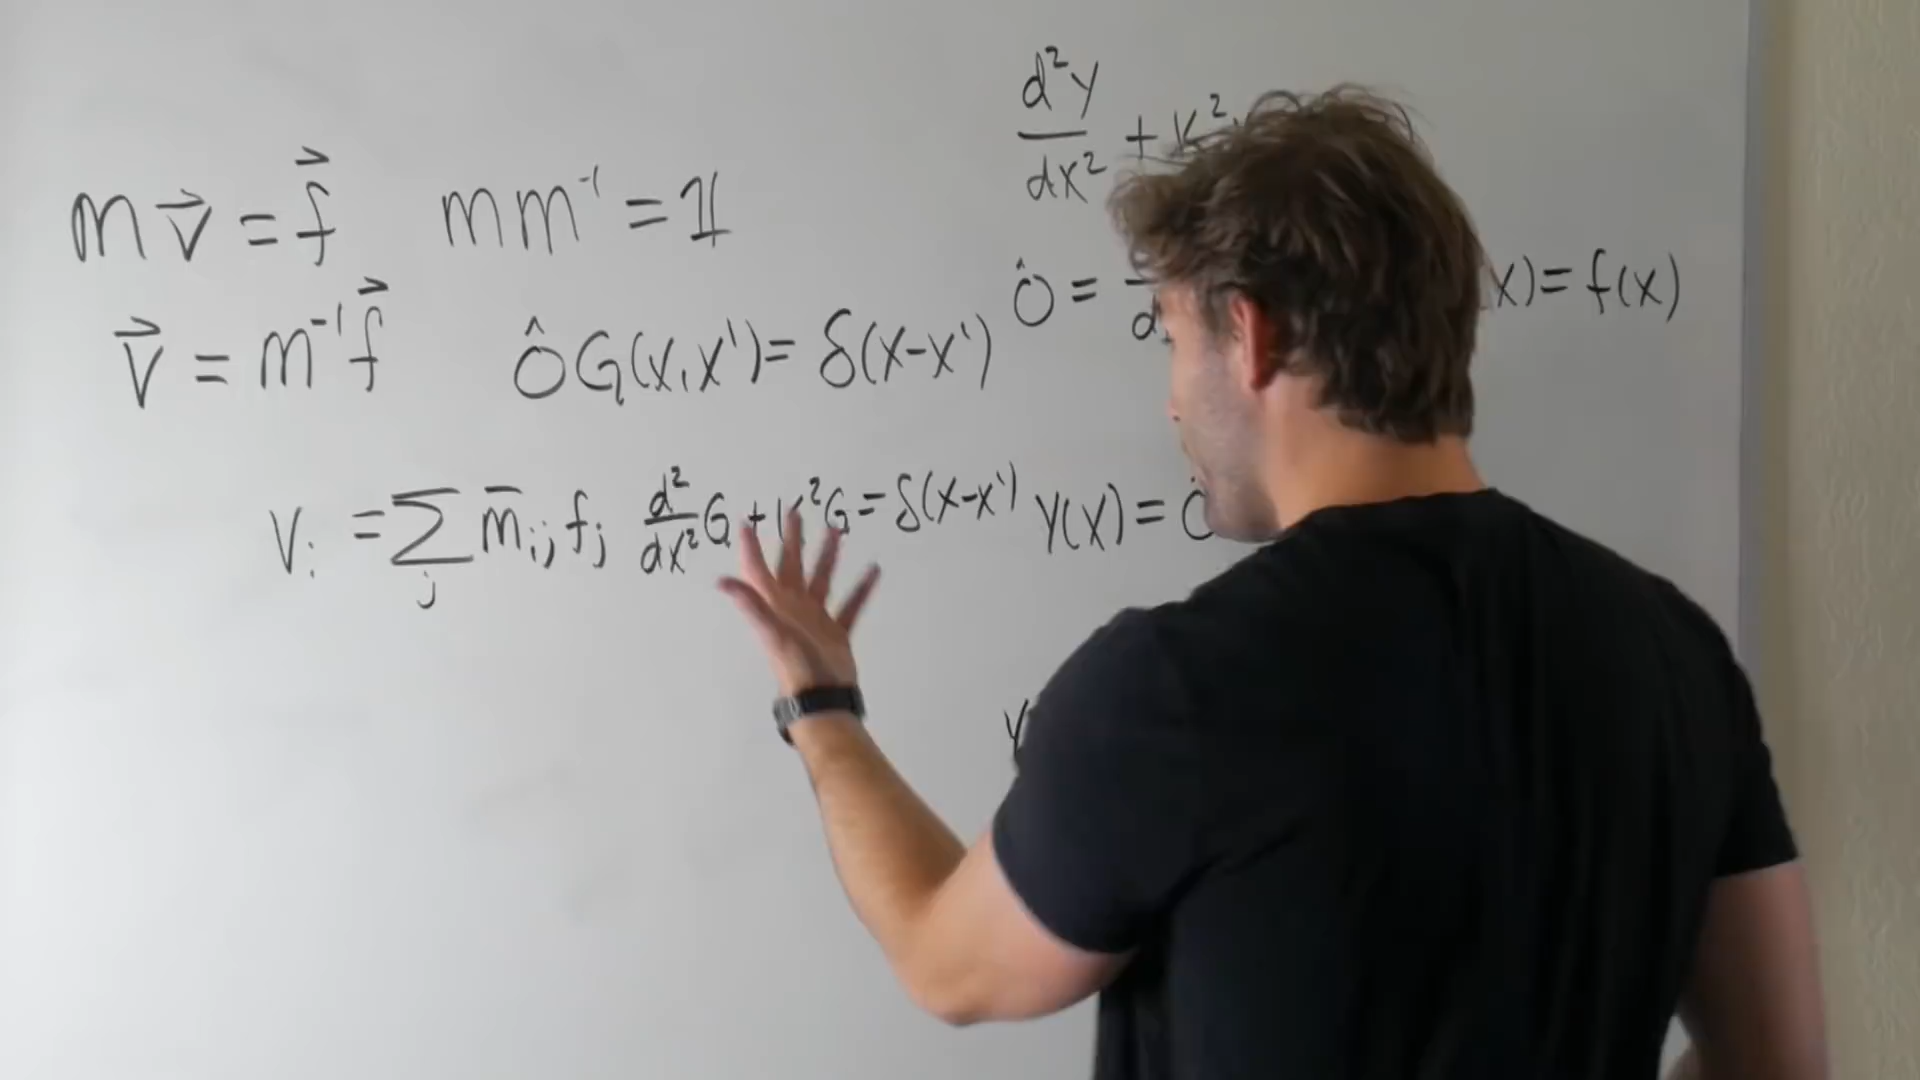 m v⃗ = f⃗
m m⁻¹ = 𝟙
v⃗ = m⁻¹ f⃗
Ô G(x,x') = δ(x-x')
Vᵢ = Σⱼ m̄ᵢⱼ fⱼ
d²/dx² G + K²G = δ(x-x')
d²y/dx² + K²
Ô =
x) = f(x)
y(x) =